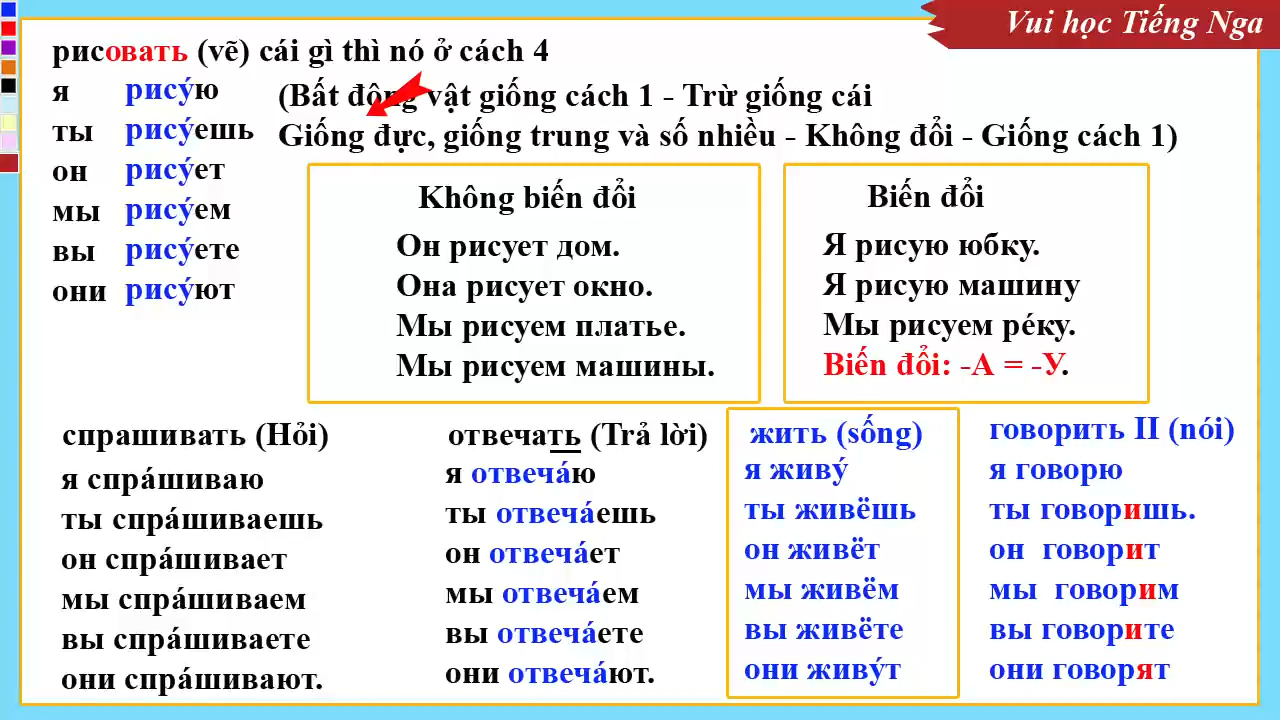 Vui học Tiếng Nga
рисовать (vẽ) cái gì thì nó ở cách 4
я рису́ю
ты рису́ешь
он рису́ет
мы рису́ем
вы рису́ете
они рису́ют
(Bất động vật giống cách 1 - Trừ giống cái
Giống đực, giống trung và số nhiều - Không đổi - Giống cách 1)
Không biến đổi
Он рисует дом.
Она рисует окно.
Мы рисуем платье.
Мы рисуем машины.
Biến đổi
Я рисую юбку.
Я рисую машину
Мы рисуем ре́ку.
Biến đổi: -А = -У.
спрашивать (Hỏi)
я спра́шиваю
ты спра́шиваешь
он спра́шивает
мы спра́шиваем
вы спра́шиваете
они спра́шивают.
отвечать (Trả lời)
я отвеча́ю
ты отвеча́ешь
он отвеча́ет
мы отвеча́ем
вы отвеча́ете
они отвеча́ют.
жить (sống)
я живу́
ты живёшь
он живёт
мы живём
вы живёте
они живу́т
говорить II (nói)
я говорю
ты говоришь.
он говорит
мы говорим
вы говорите
они говорят